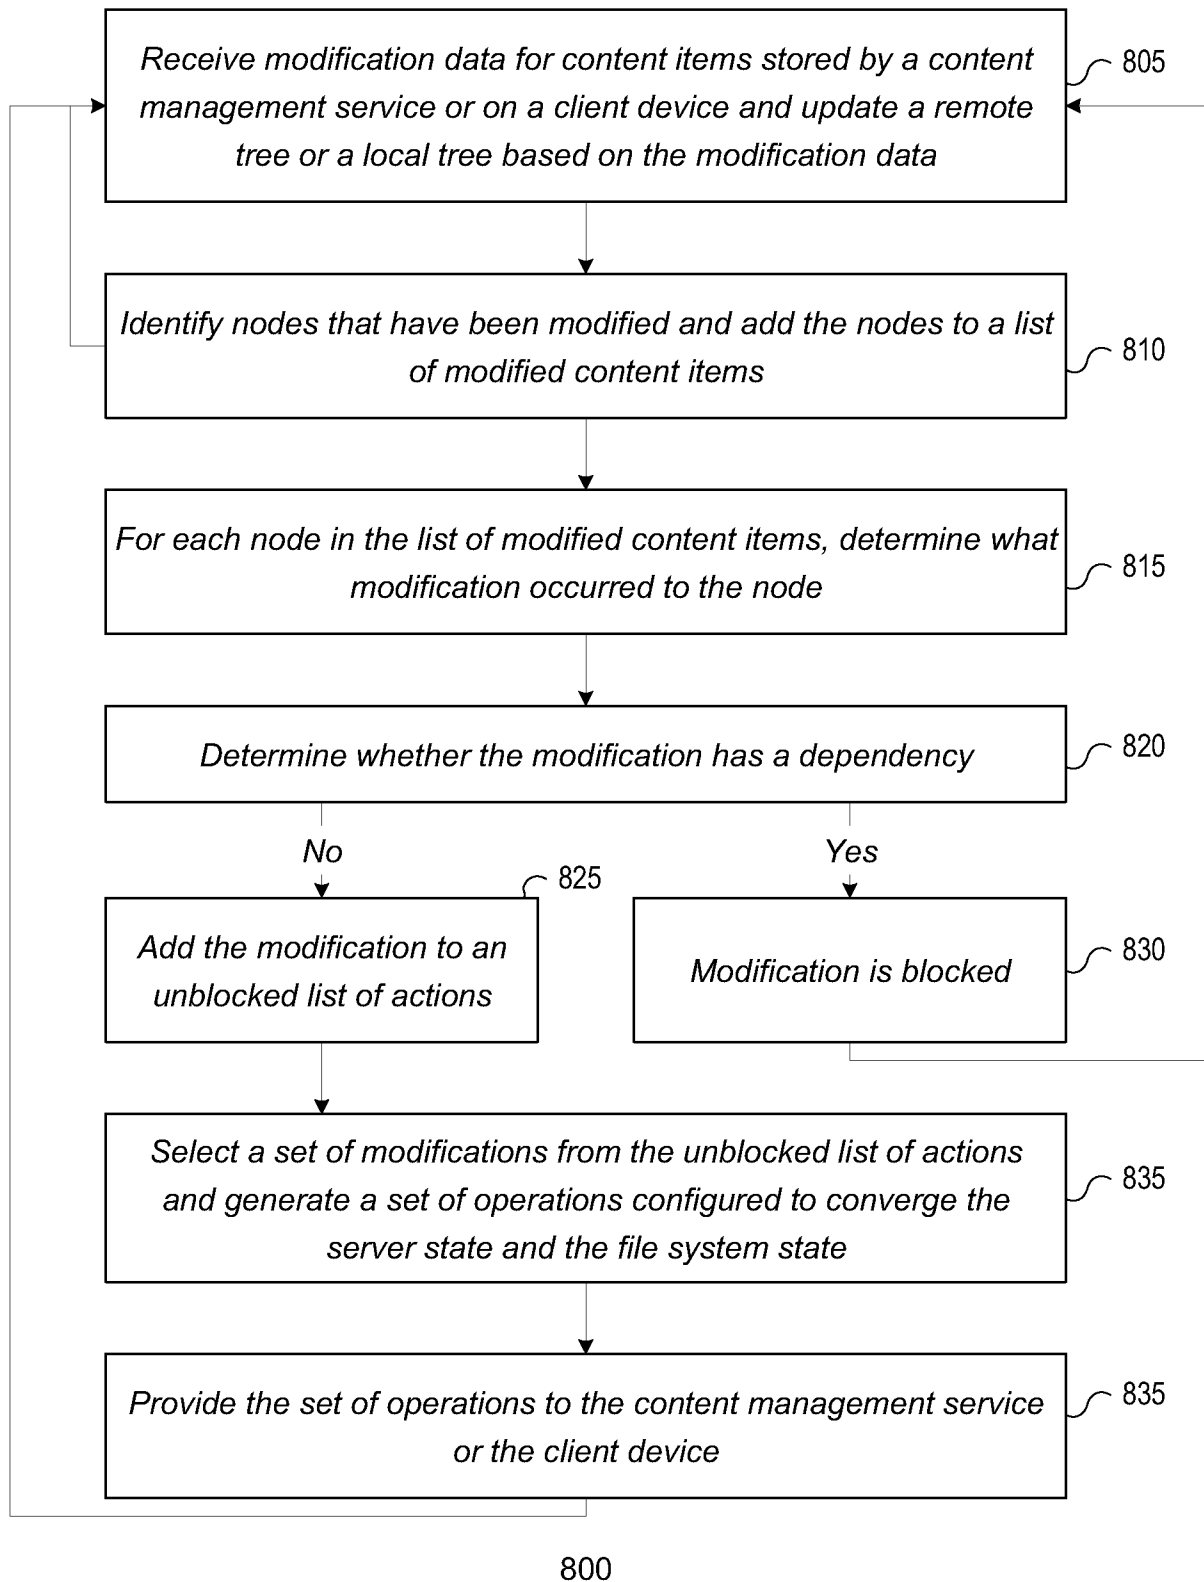 Receive modification data for content items stored by a content
management service or on a client device and update a remote
tree or a local tree based on the modification data
805
Identify nodes that have been modified and add the nodes to a list
of modified content items
810
For each node in the list of modified content items, determine what
modification occurred to the node
815
Determine whether the modification has a dependency
820
No
Yes
825
Add the modification to an
unblocked list of actions
Modification is blocked
830
Select a set of modifications from the unblocked list of actions
and generate a set of operations configured to converge the
server state and the file system state
835
Provide the set of operations to the content management service
or the client device
835
800